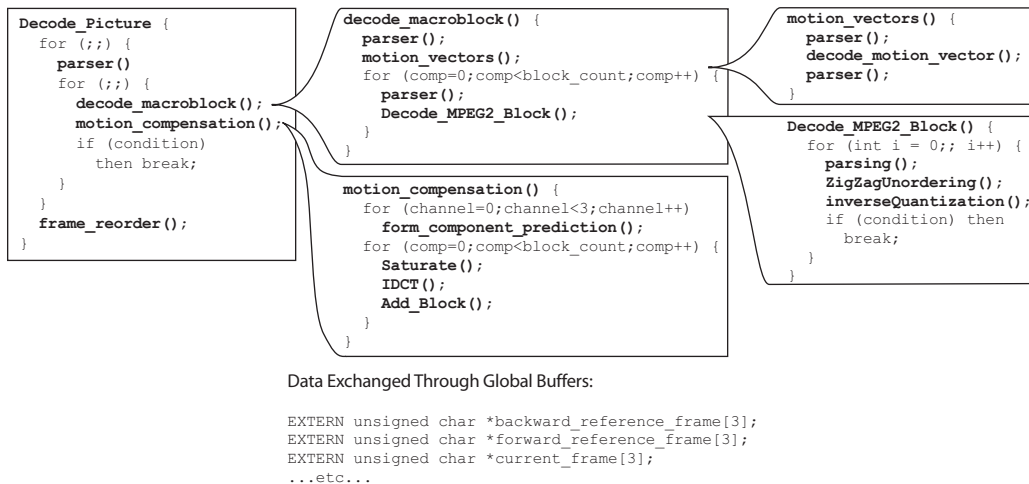 Decode_Picture {
for (;;) {
parser()
for (;;) {
decode_macroblock();
motion_compensation();
if (condition)
then break;
}
}
frame_reorder();
}
decode_macroblock() {
parser();
motion_vectors();
for (comp=0;comp<block_count;comp++) {
parser();
Decode_MPEG2_Block();
}
}
motion_compensation() {
for (channel=0;channel<3;channel++)
form_component_prediction();
for (comp=0;comp<block_count;comp++) {
Saturate();
IDCT();
Add_Block();
}
}
motion_vectors() {
parser();
decode_motion_vector();
parser();
}
Decode_MPEG2_Block() {
for (int i = 0;; i++) {
parsing();
ZigZagUnordering();
inverseQuantization();
if (condition) then
break;
}
}
Data Exchanged Through Global Buffers:
EXTERN unsigned char *backward_reference_frame[3];
EXTERN unsigned char *forward_reference_frame[3];
EXTERN unsigned char *current_frame[3];
...etc...